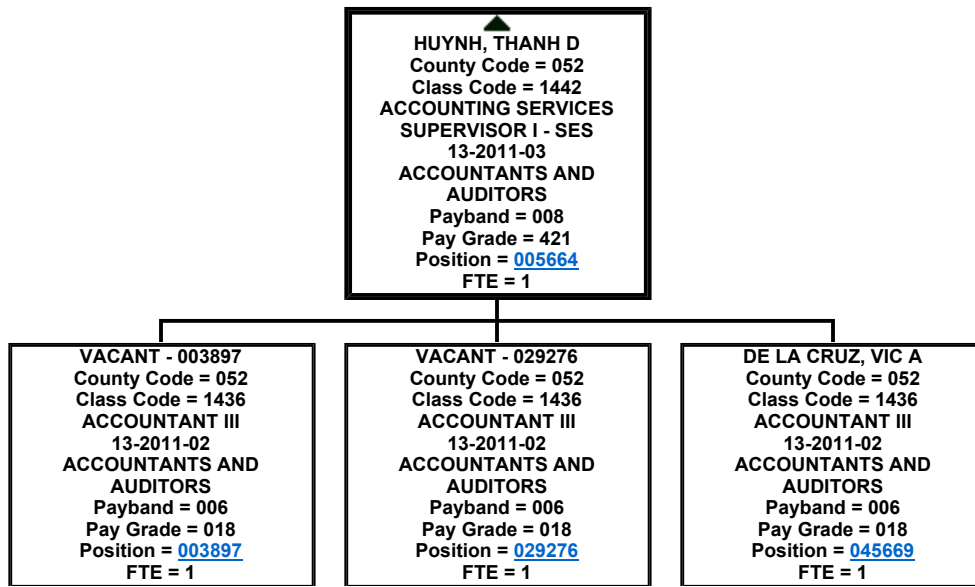 HUYNH, THANH D
County Code = 052
Class Code = 1442
ACCOUNTING SERVICES
SUPERVISOR I - SES
13-2011-03
ACCOUNTANTS AND
AUDITORS
Payband = 008
Pay Grade = 421
Position = 005664
FTE = 1
VACANT - 003897
County Code = 052
Class Code = 1436
ACCOUNTANT III
13-2011-02
ACCOUNTANTS AND
AUDITORS
Payband = 006
Pay Grade = 018
Position = 003897
FTE = 1
VACANT - 029276
County Code = 052
Class Code = 1436
ACCOUNTANT III
13-2011-02
ACCOUNTANTS AND
AUDITORS
Payband = 006
Pay Grade = 018
Position = 029276
FTE = 1
DE LA CRUZ, VIC A
County Code = 052
Class Code = 1436
ACCOUNTANT III
13-2011-02
ACCOUNTANTS AND
AUDITORS
Payband = 006
Pay Grade = 018
Position = 045669
FTE = 1